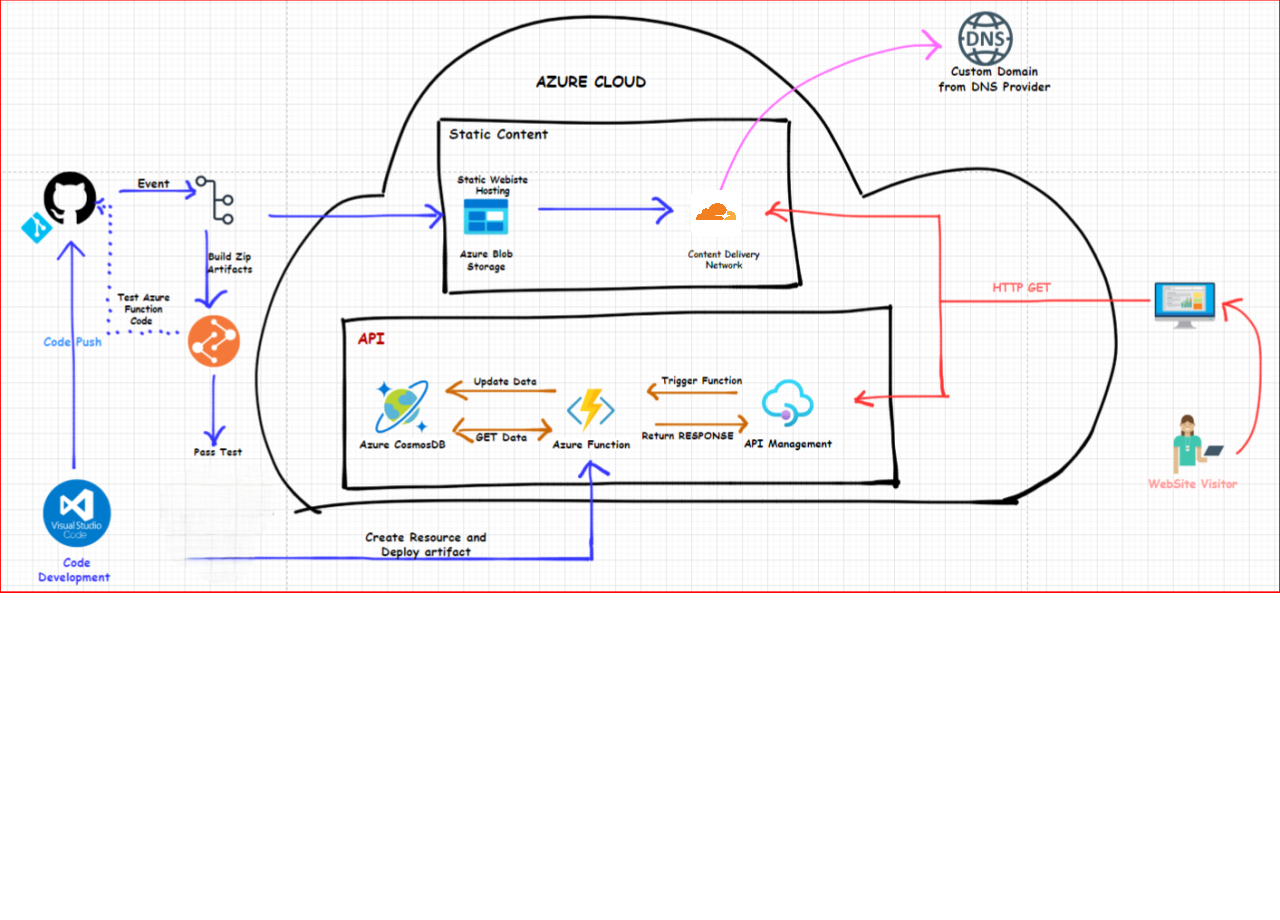 DNS
Custom Domain
from DNS Provider
AZURE CLOUD
Static Content
Static Webiste
Hosting
Azure Blob
Storage
Content Delivery
Network
Event
Build Zip
Artifacts
Test Azure
Function
Code
Code Push
Pass Test
Visual Studio
Code
Code
Development
HTTP GET
WebSite Visitor
API
Update Data
GET Data
Azure CosmosDB
Azure Function
Trigger Function
Return RESPONSE
API Management
Create Resource and
Deploy artifact